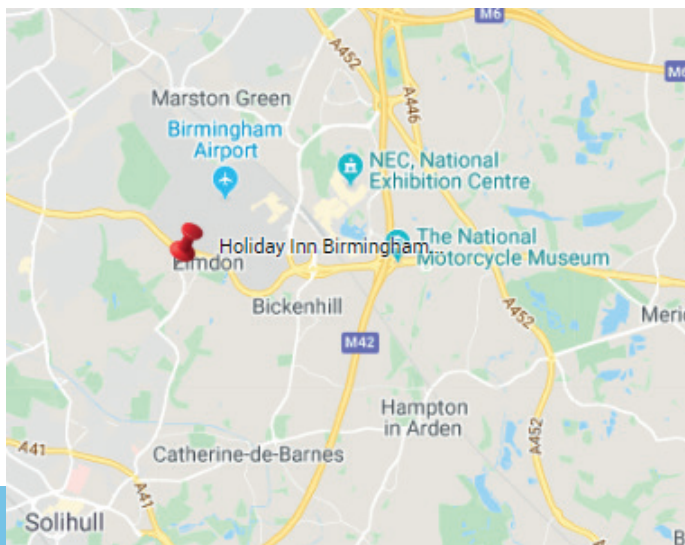 M6
A452
M6
Marston Green
A446
Birmingham
Airport
NEC, National
Exhibition Centre
Holiday Inn Birmingham...
The National
Motorcycle Museum
Elmdon
Bickenhill
A452
Meri
M42
Hampton
in Arden
A452
A41
Catherine-de-Barnes
A41
Solihull
B